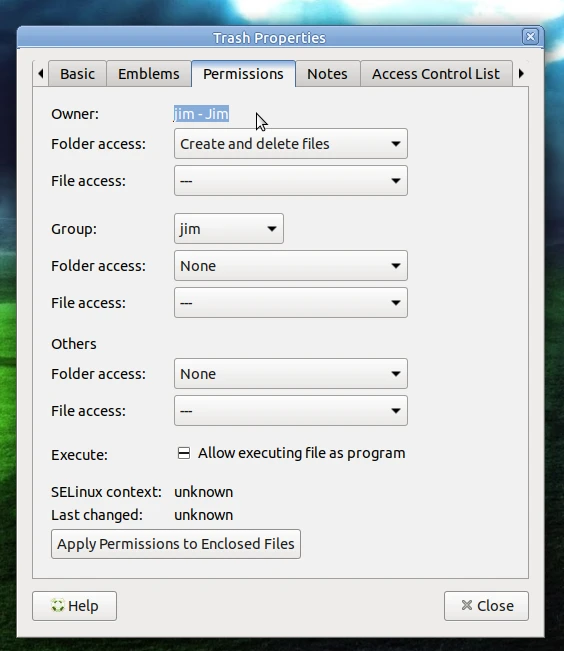 Trash Properties
Basic Emblems Permissions Notes Access Control List
Owner: jim - Jim
Folder access: Create and delete files
File access: ---
Group: jim
Folder access: None
File access: ---
Others
Folder access: None
File access: ---
Execute: Allow executing file as program
SELinux context: unknown
Last changed: unknown
Apply Permissions to Enclosed Files
Help Close